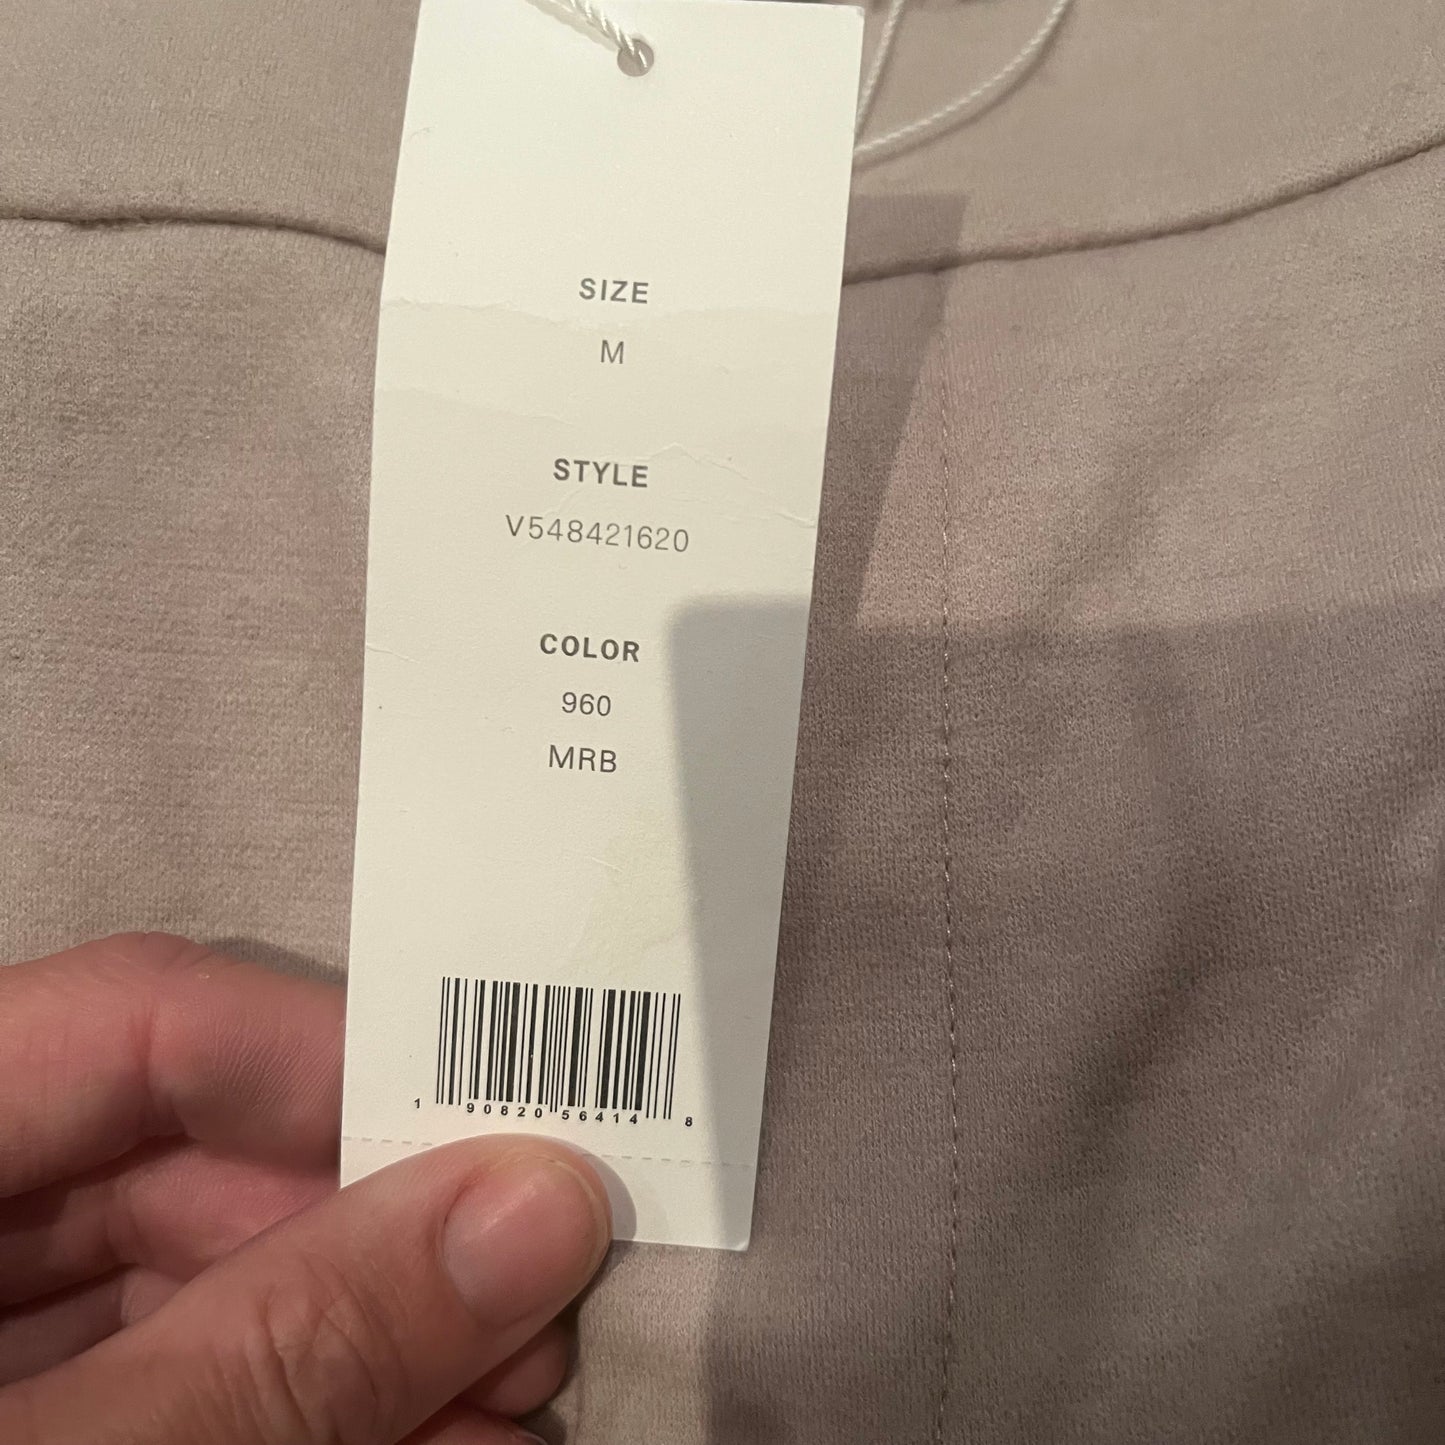 SIZE
M
STYLE
V548421620
COLOR
960
MRB
1 90820 56414 8